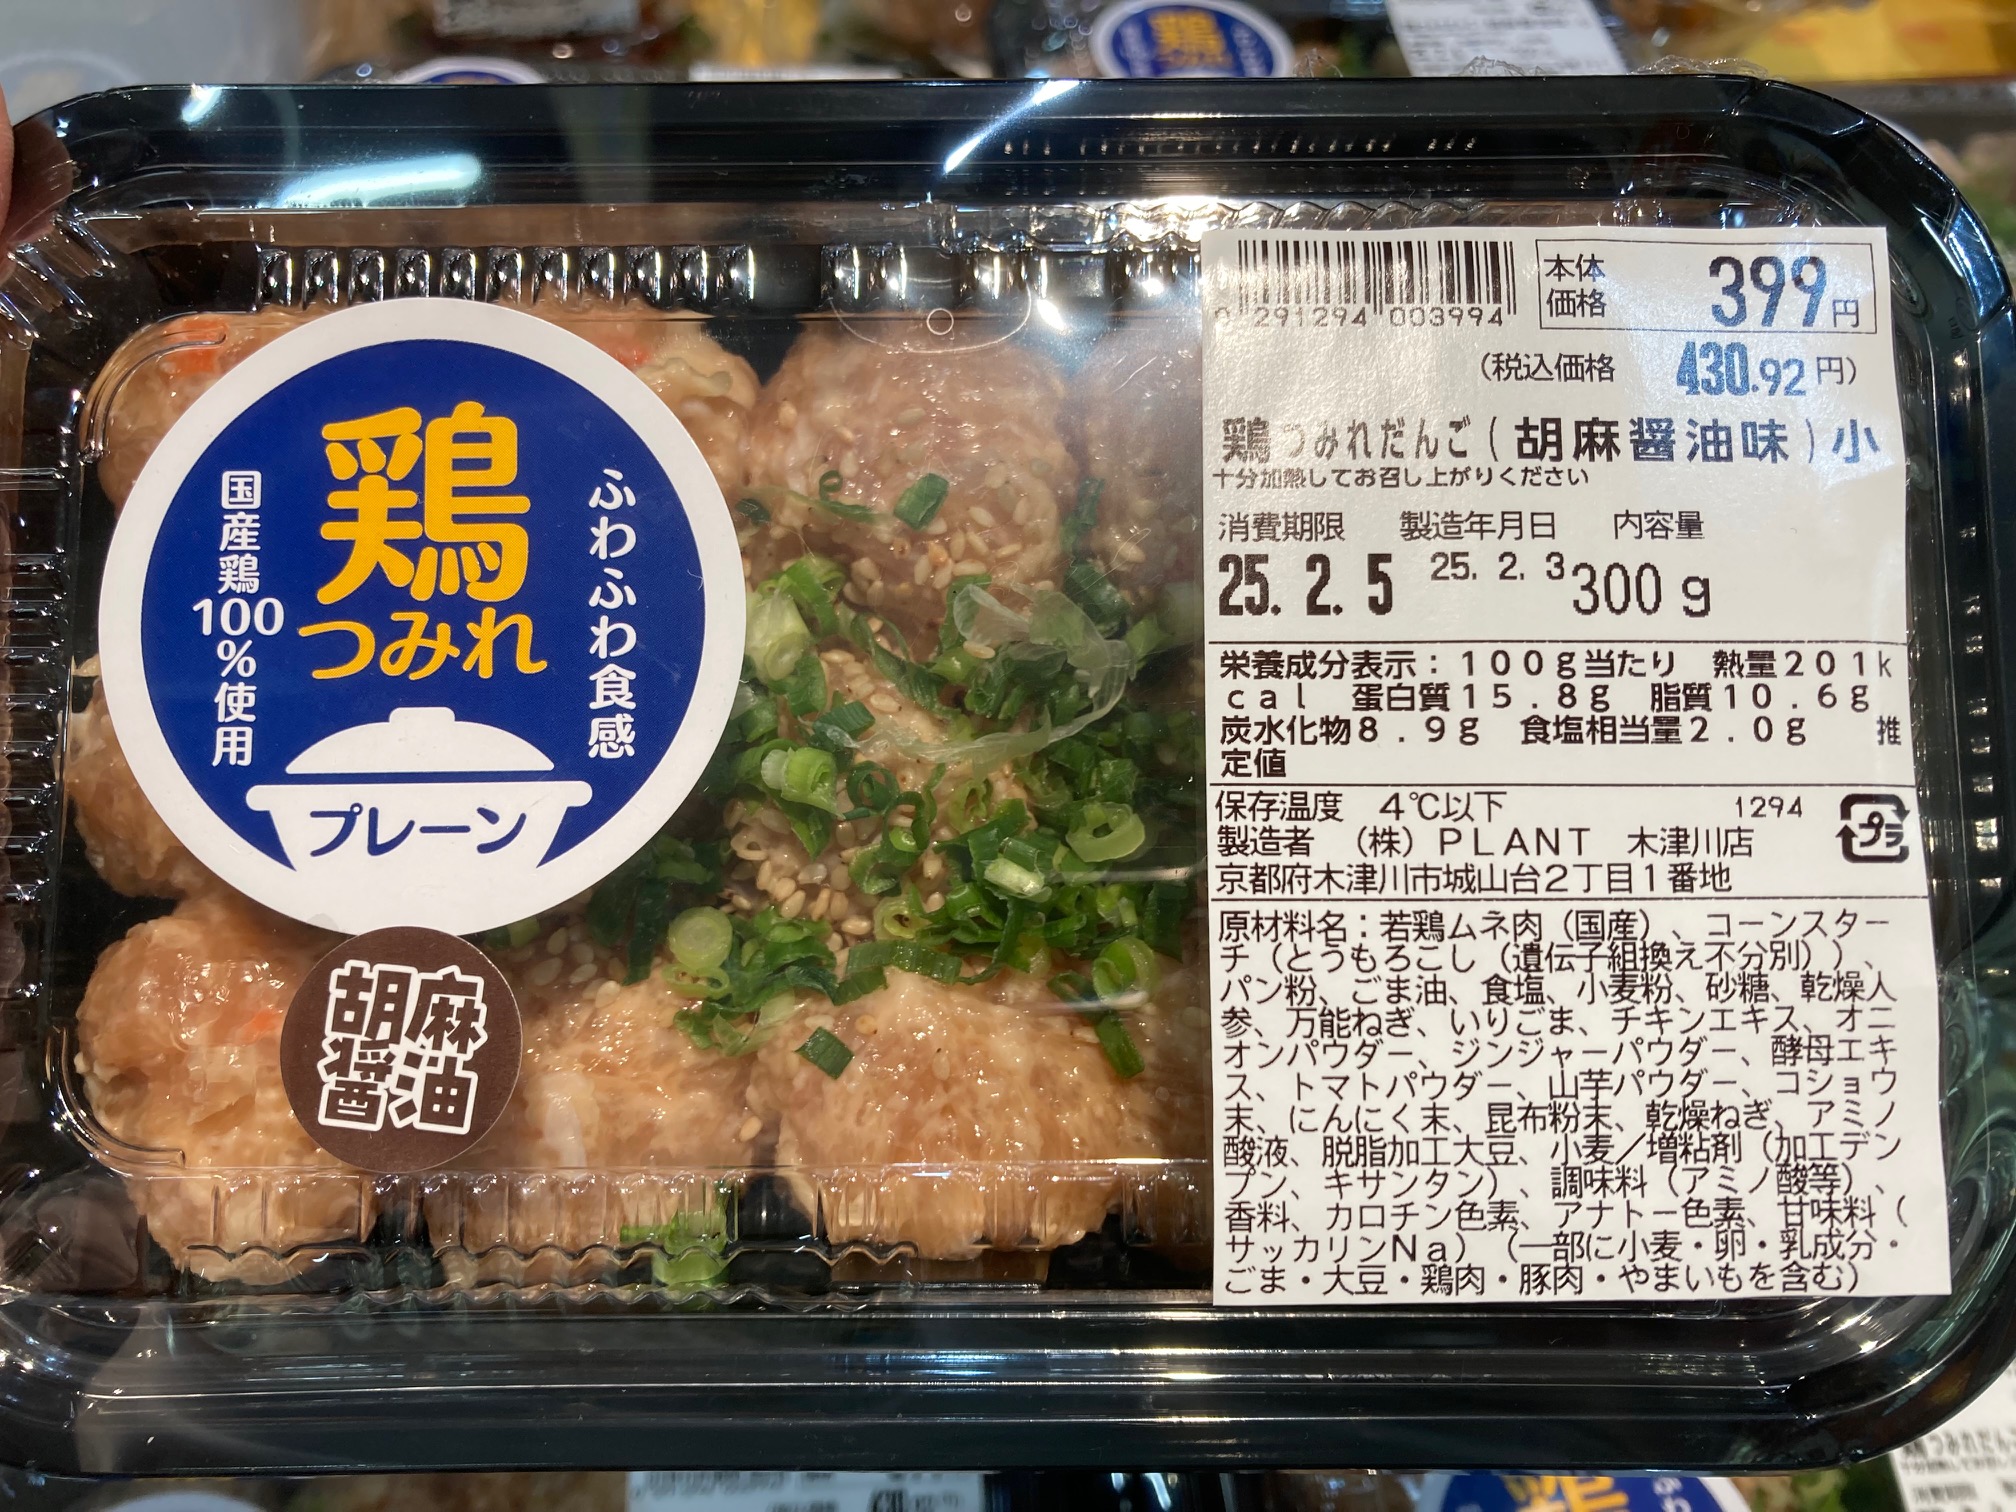 鶏
つみれ
ふわふわ食感
国産鶏100%使用
プレーン
胡麻
醤油
0 291294 003994
本体価格 399円
(税込価格 430.92円)
鶏つみれだんご(胡麻醤油味)小
十分加熱してお召し上がりください
消費期限 製造年月日 内容量
25. 2. 5 25. 2. 3 300g
栄養成分表示:100g当たり 熱量201k
cal 蛋白質15.8g 脂質10.6g
炭水化物8.9g 食塩相当量2.0g 推
定値
保存温度 4℃以下 1294
プラ
製造者 (株)PLANT 木津川店
京都府木津川市城山台2丁目1番地
原材料名:若鶏ムネ肉(国産)、コーンスター
チ(とうもろこし(遺伝子組換え不分別))、
パン粉、ごま油、食塩、小麦粉、砂糖、乾燥人
参、万能ねぎ、いりごま、チキンエキス、オニ
オンパウダー、ジンジャーパウダー、酵母エキ
ス、トマトパウダー、山芋パウダー、コショウ
末、にんにく末、昆布粉末、乾燥ねぎ、アミノ
酸液、脱脂加工大豆、小麦/増粘剤(加工デン
プン、キサンタン)、調味料(アミノ酸等)、
香料、カロチン色素、アナトー色素、甘味料(
サッカリンNa)(一部に小麦・卵・乳成分・
ごま・大豆・鶏肉・豚肉・やまいもを含む)